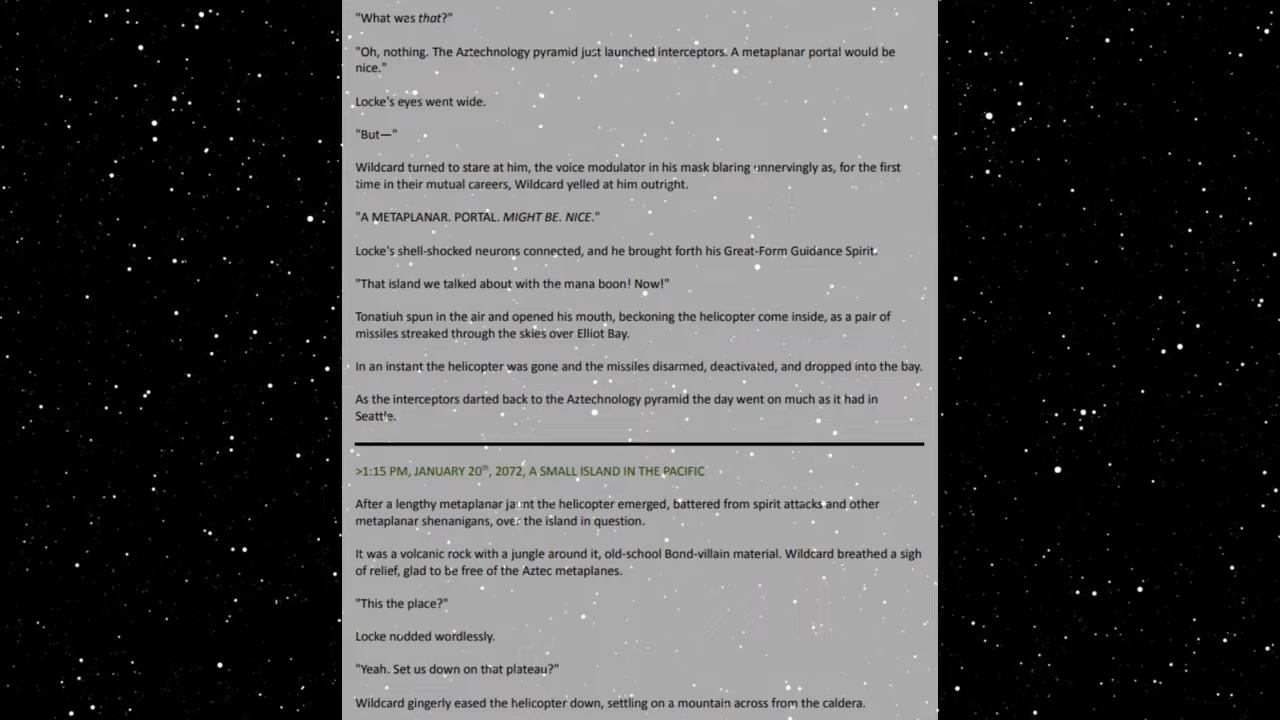 "What was that?"
"Oh, nothing. The Aztechnology pyramid just launched interceptors. A metaplanar portal would be
nice."
Locke's eyes went wide.
"But—"
Wildcard turned to stare at him, the voice modulator in his mask blaring unnervingly as, for the first
time in their mutual careers, Wildcard yelled at him outright.
"A METAPLANAR. PORTAL. MIGHT BE. NICE."
Locke's shell-shocked neurons connected, and he brought forth his Great-Form Guidance Spirit.
"That island we talked about with the mana boon! Now!"
Tonatiuh spun in the air and opened his mouth, beckoning the helicopter come inside, as a pair of
missiles streaked through the skies over Elliot Bay.
In an instant the helicopter was gone and the missiles disarmed, deactivated, and dropped into the bay.
As the interceptors darted back to the Aztechnology pyramid the day went on much as it had in
Seattle.
>1:15 PM, JANUARY 20th, 2072, A SMALL ISLAND IN THE PACIFIC
After a lengthy metaplanar jaunt the helicopter emerged, battered from spirit attacks and other
metaplanar shenanigans, over the island in question.
It was a volcanic rock with a jungle around it, old-school Bond-villain material. Wildcard breathed a sigh
of relief, glad to be free of the Aztec metaplanes.
"This the place?"
Locke nodded wordlessly.
"Yeah. Set us down on that plateau?"
Wildcard gingerly eased the helicopter down, settling on a mountain across from the caldera.